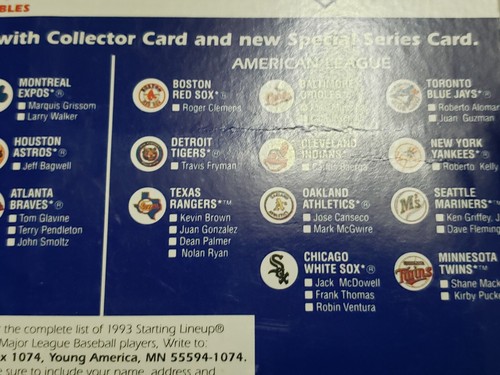 BLES
with Collector Card and new Special Series Card.
AMERICAN LEAGUE
MONTREAL
EXPOS*®
Marquis Grissom
Larry Walker
HOUSTON
ASTROS*®
Jeff Bagwell
ATLANTA
BRAVES*®
Tom Glavine
Terry Pendleton
John Smoltz
BOSTON
RED SOX*®
Roger Clemens
DETROIT
TIGERS*®
Travis Fryman
TEXAS
RANGERS*™
Kevin Brown
Juan Gonzalez
Dean Palmer
Nolan Ryan
BALTIMORE
ORIOLES
CLEVELAND
INDIANS*®
OAKLAND
ATHLETICS*®
Jose Canseco
Mark McGwire
CHICAGO
WHITE SOX*®
Jack McDowell
Frank Thomas
Robin Ventura
TORONTO
BLUE JAYS*®
Roberto Aloma
Juan Guzman
NEW YORK
YANKEES*®
Roberto Kelly
SEATTLE
MARINERS*™
Ken Griffey, J
Dave Fleming
MINNESOTA
TWINS*™
Shane Mack
Kirby Puck
r the complete list of 1993 Starting Lineup®
Major League Baseball players, Write to:
x 1074, Young America, MN 55594-1074.
e sure to include your name, address and